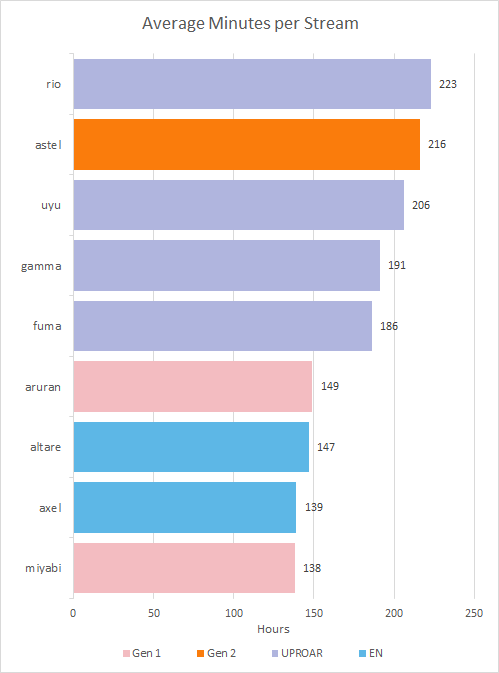 Average Minutes per Stream
rio 223
astel 216
uyu 206
gamma 191
fuma 186
aruran 149
altare 147
axel 139
miyabi 138
0 50 100 150 200 250
Hours
Gen 1 Gen 2 UPROAR EN